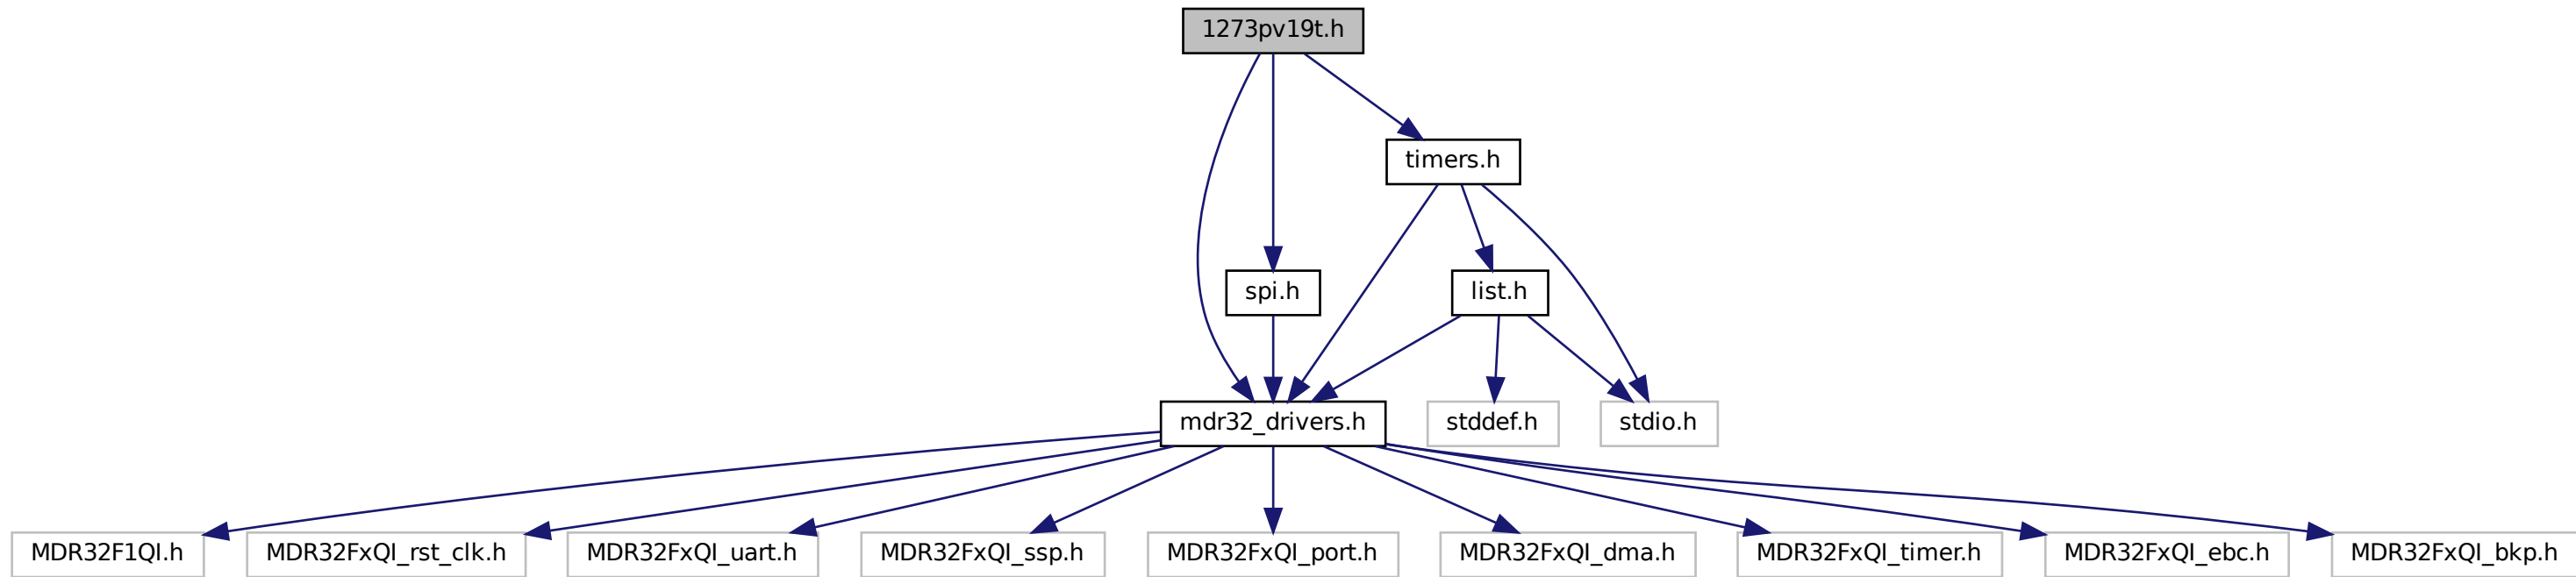 1273pv19t.h
timers.h
spi.h
list.h
mdr32_drivers.h
stddef.h
stdio.h
MDR32F1QI.h
MDR32FxQI_rst_clk.h
MDR32FxQI_uart.h
MDR32FxQI_ssp.h
MDR32FxQI_port.h
MDR32FxQI_dma.h
MDR32FxQI_timer.h
MDR32FxQI_ebc.h
MDR32FxQI_bkp.h